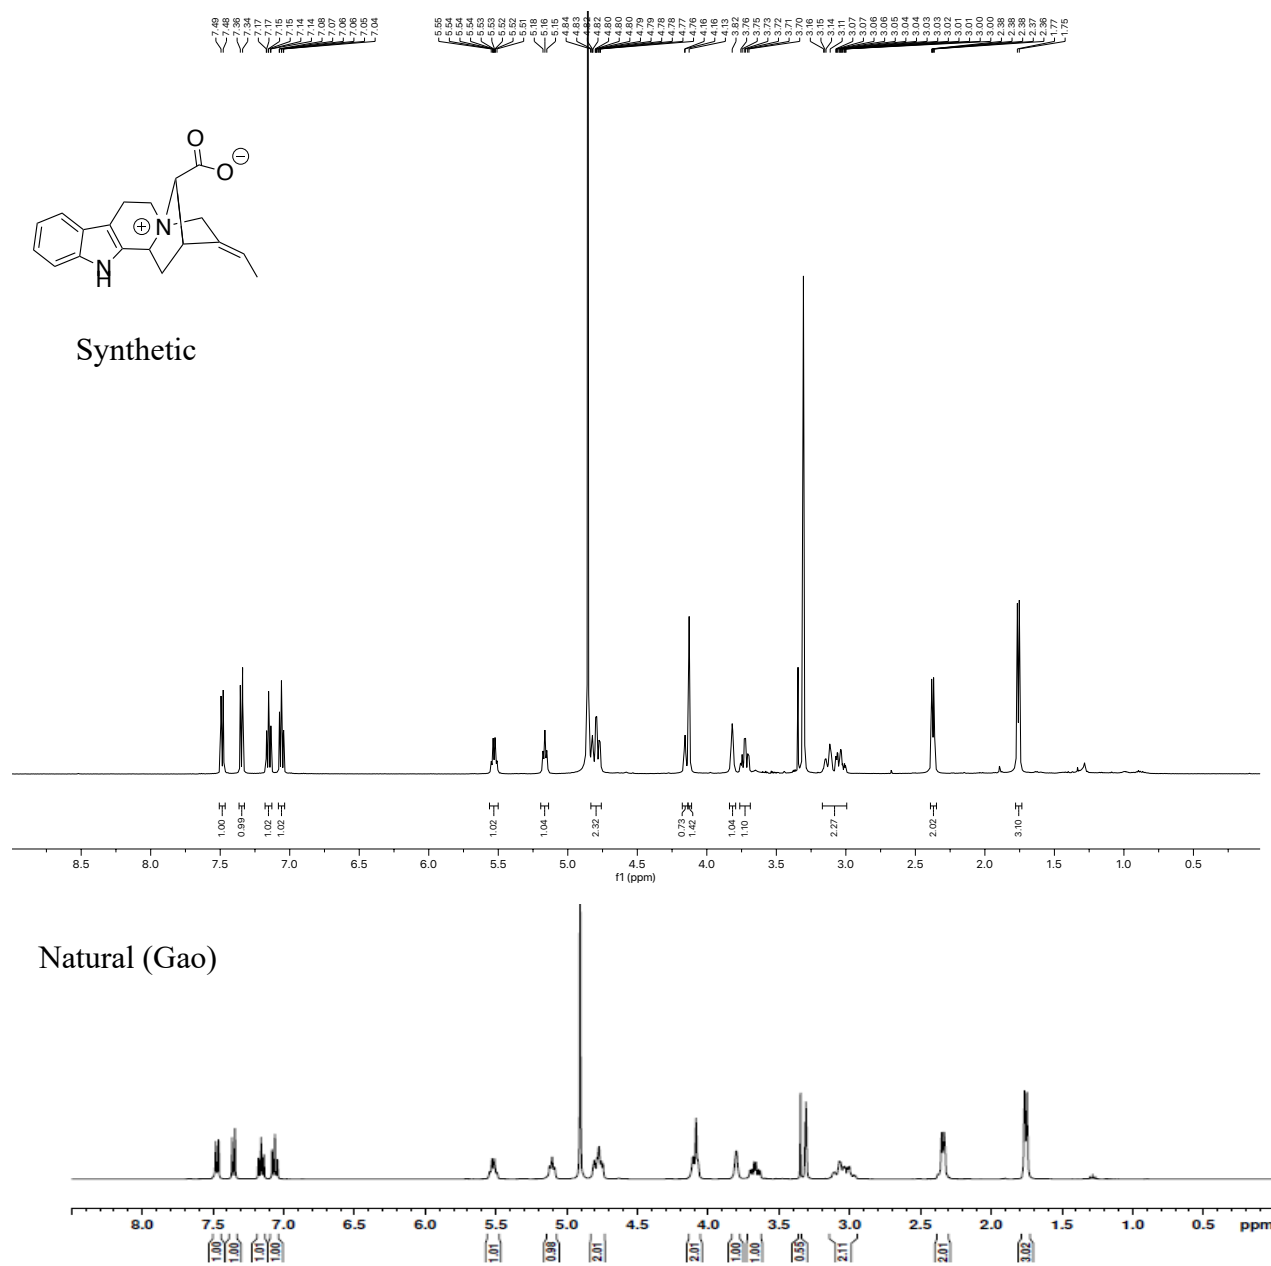 7.49 7.48 7.36 7.34 7.17 7.17 7.15 7.15 7.14 7.14 7.08 7.07 7.06 7.06 7.05 7.04 5.55 5.54 5.54 5.54 5.53 5.53 5.52 5.52 5.51 5.18 5.16 5.15 4.84 4.83 4.82 4.82 4.80 4.80 4.80 4.79 4.79 4.78 4.78 4.77 4.76 4.16 4.16 4.13 3.82 3.76 3.75 3.73 3.72 3.71 3.70 3.16 3.15 3.14 3.11 3.07 3.07 3.06 3.06 3.05 3.04 3.04 3.03 3.03 3.02 3.01 3.01 3.00 3.00 2.38 2.38 2.38 2.37 2.36 1.77 1.75
O
O
N
N
H
Synthetic
1.00 0.99 1.02 1.02 1.02 1.04 2.32 0.73 1.42 1.04 1.10 2.27 2.02 3.10
8.5 8.0 7.5 7.0 6.5 6.0 5.5 5.0 4.5 4.0 3.5 3.0 2.5 2.0 1.5 1.0 0.5
f1 (ppm)
Natural (Gao)
8.0 7.5 7.0 6.5 6.0 5.5 5.0 4.5 4.0 3.5 3.0 2.5 2.0 1.5 1.0 0.5 ppm
1.00 1.00 1.01 1.00 1.01 0.98 2.01 2.01 1.00 1.00 0.55 2.11 2.01 3.02